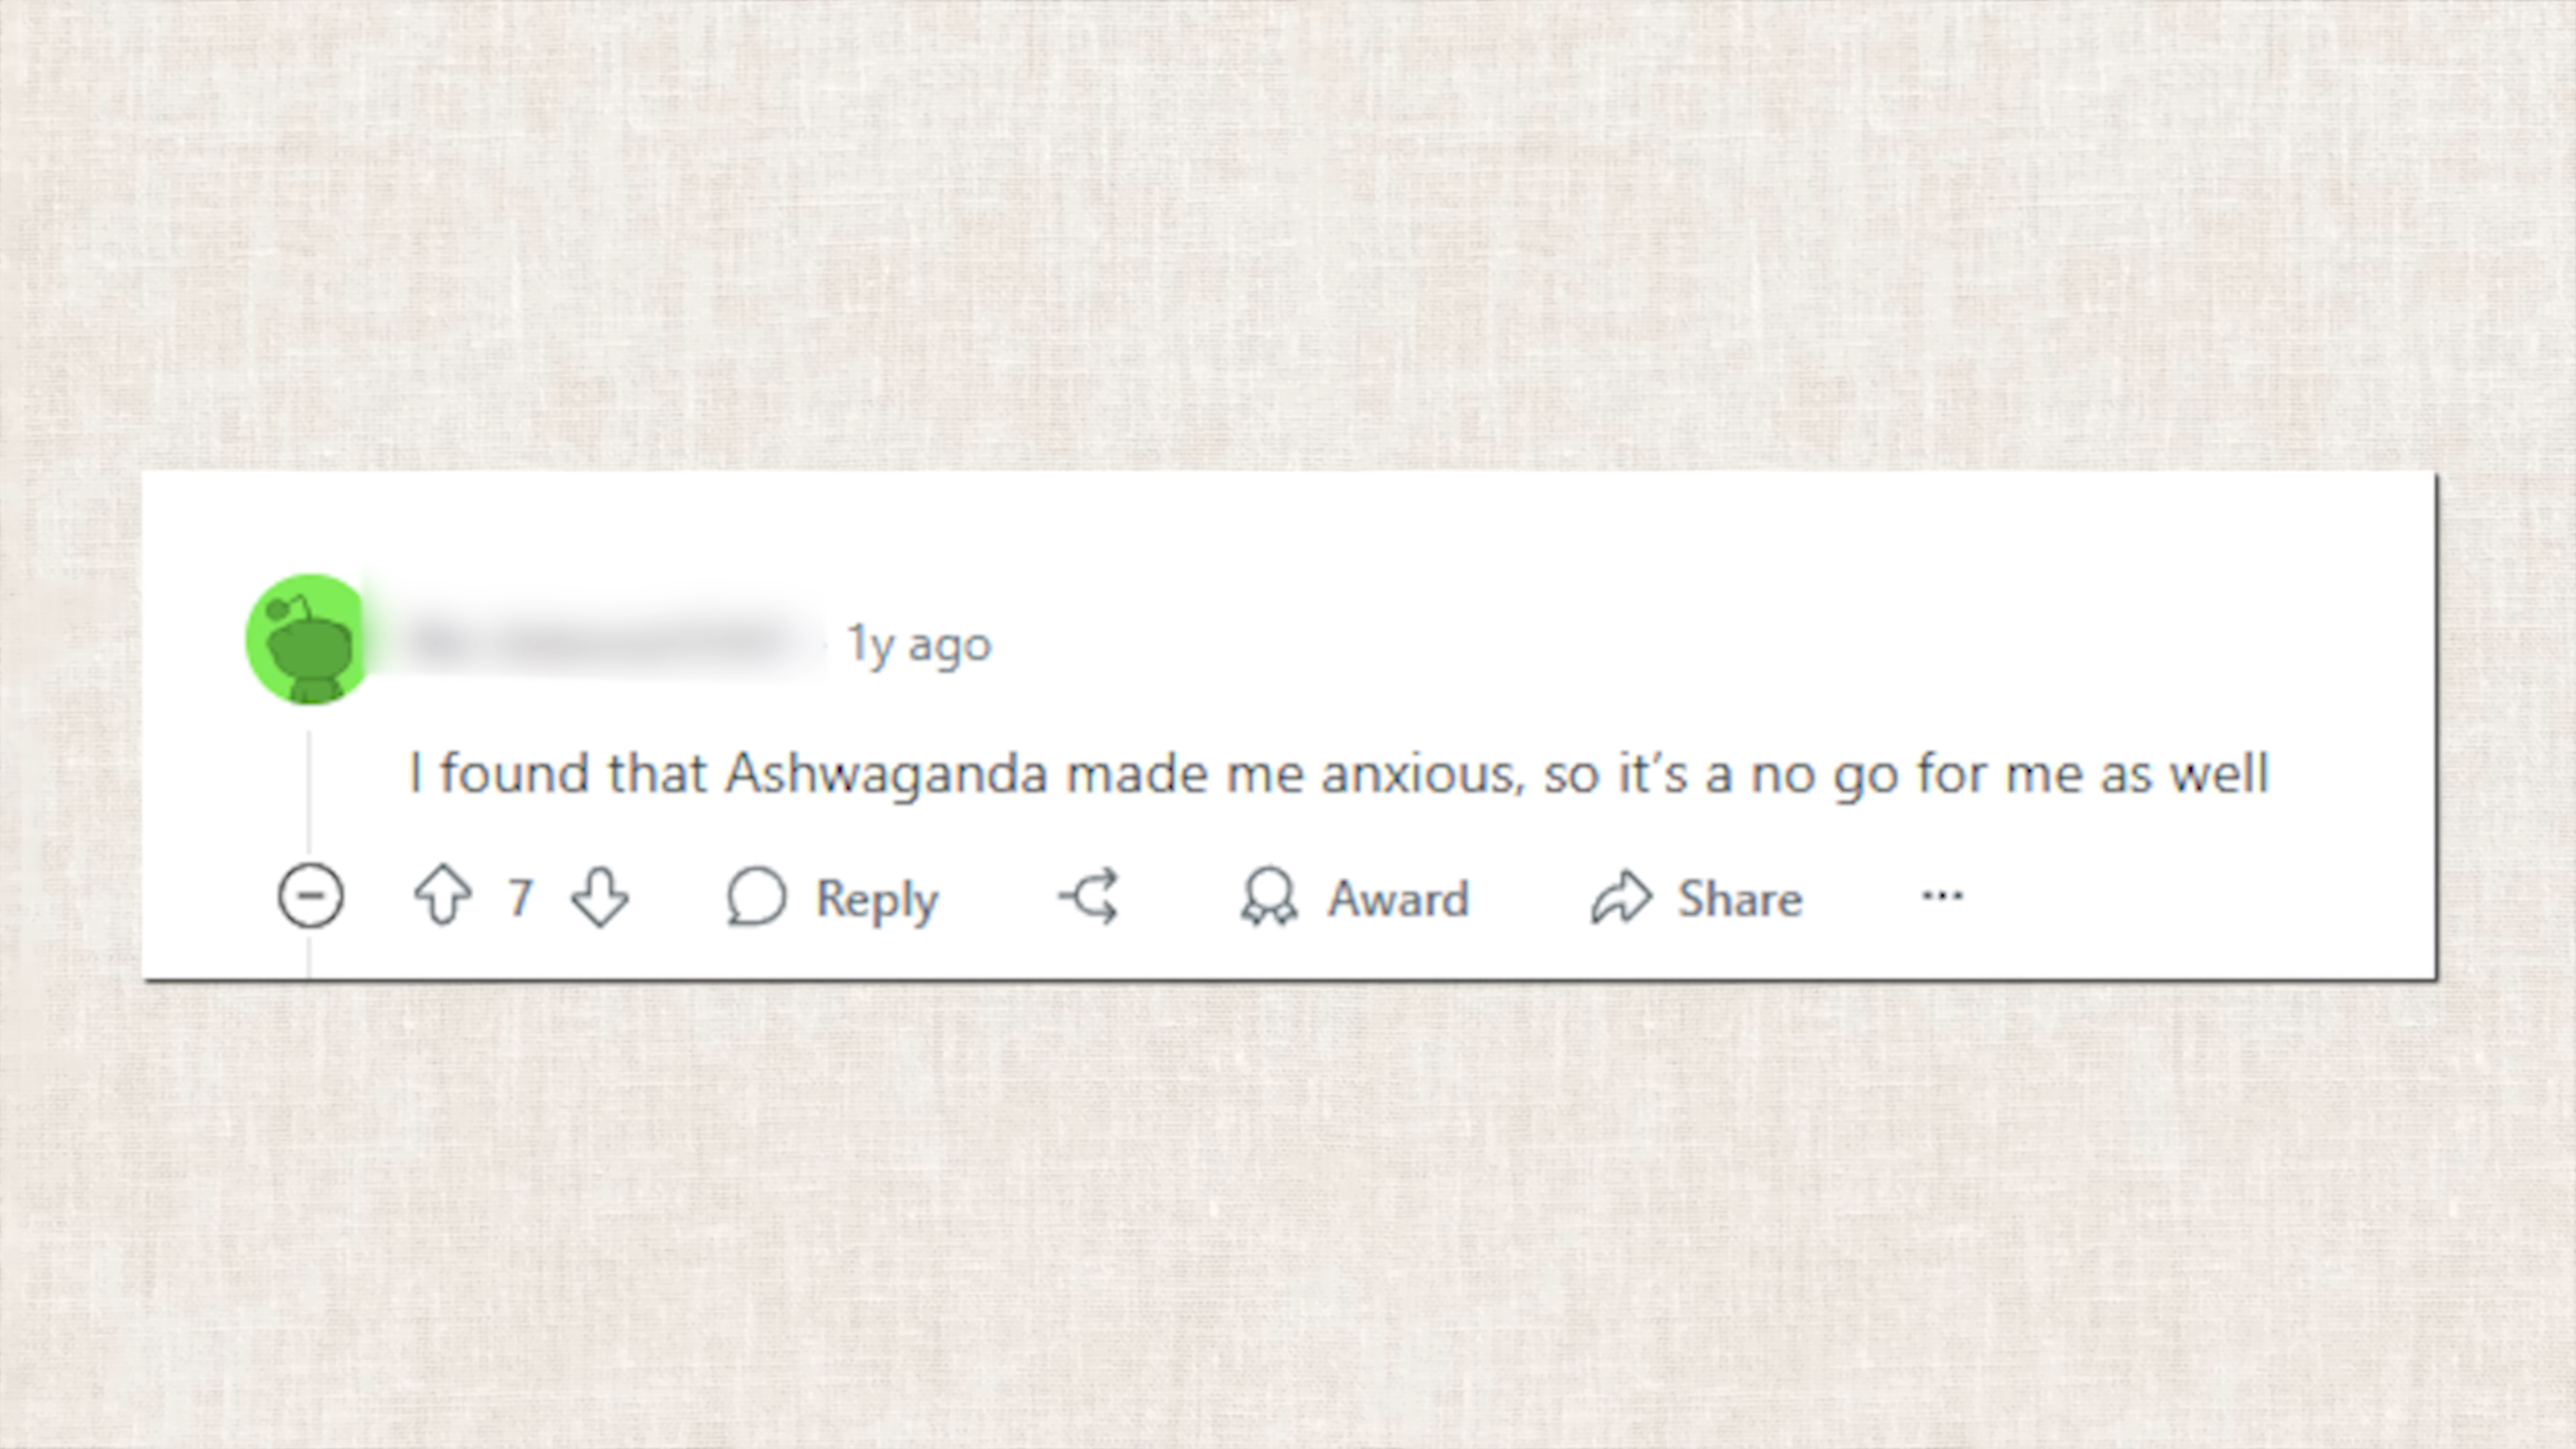 1y ago
I found that Ashwaganda made me anxious, so it’s a no go for me as well
7 Reply Award Share ...